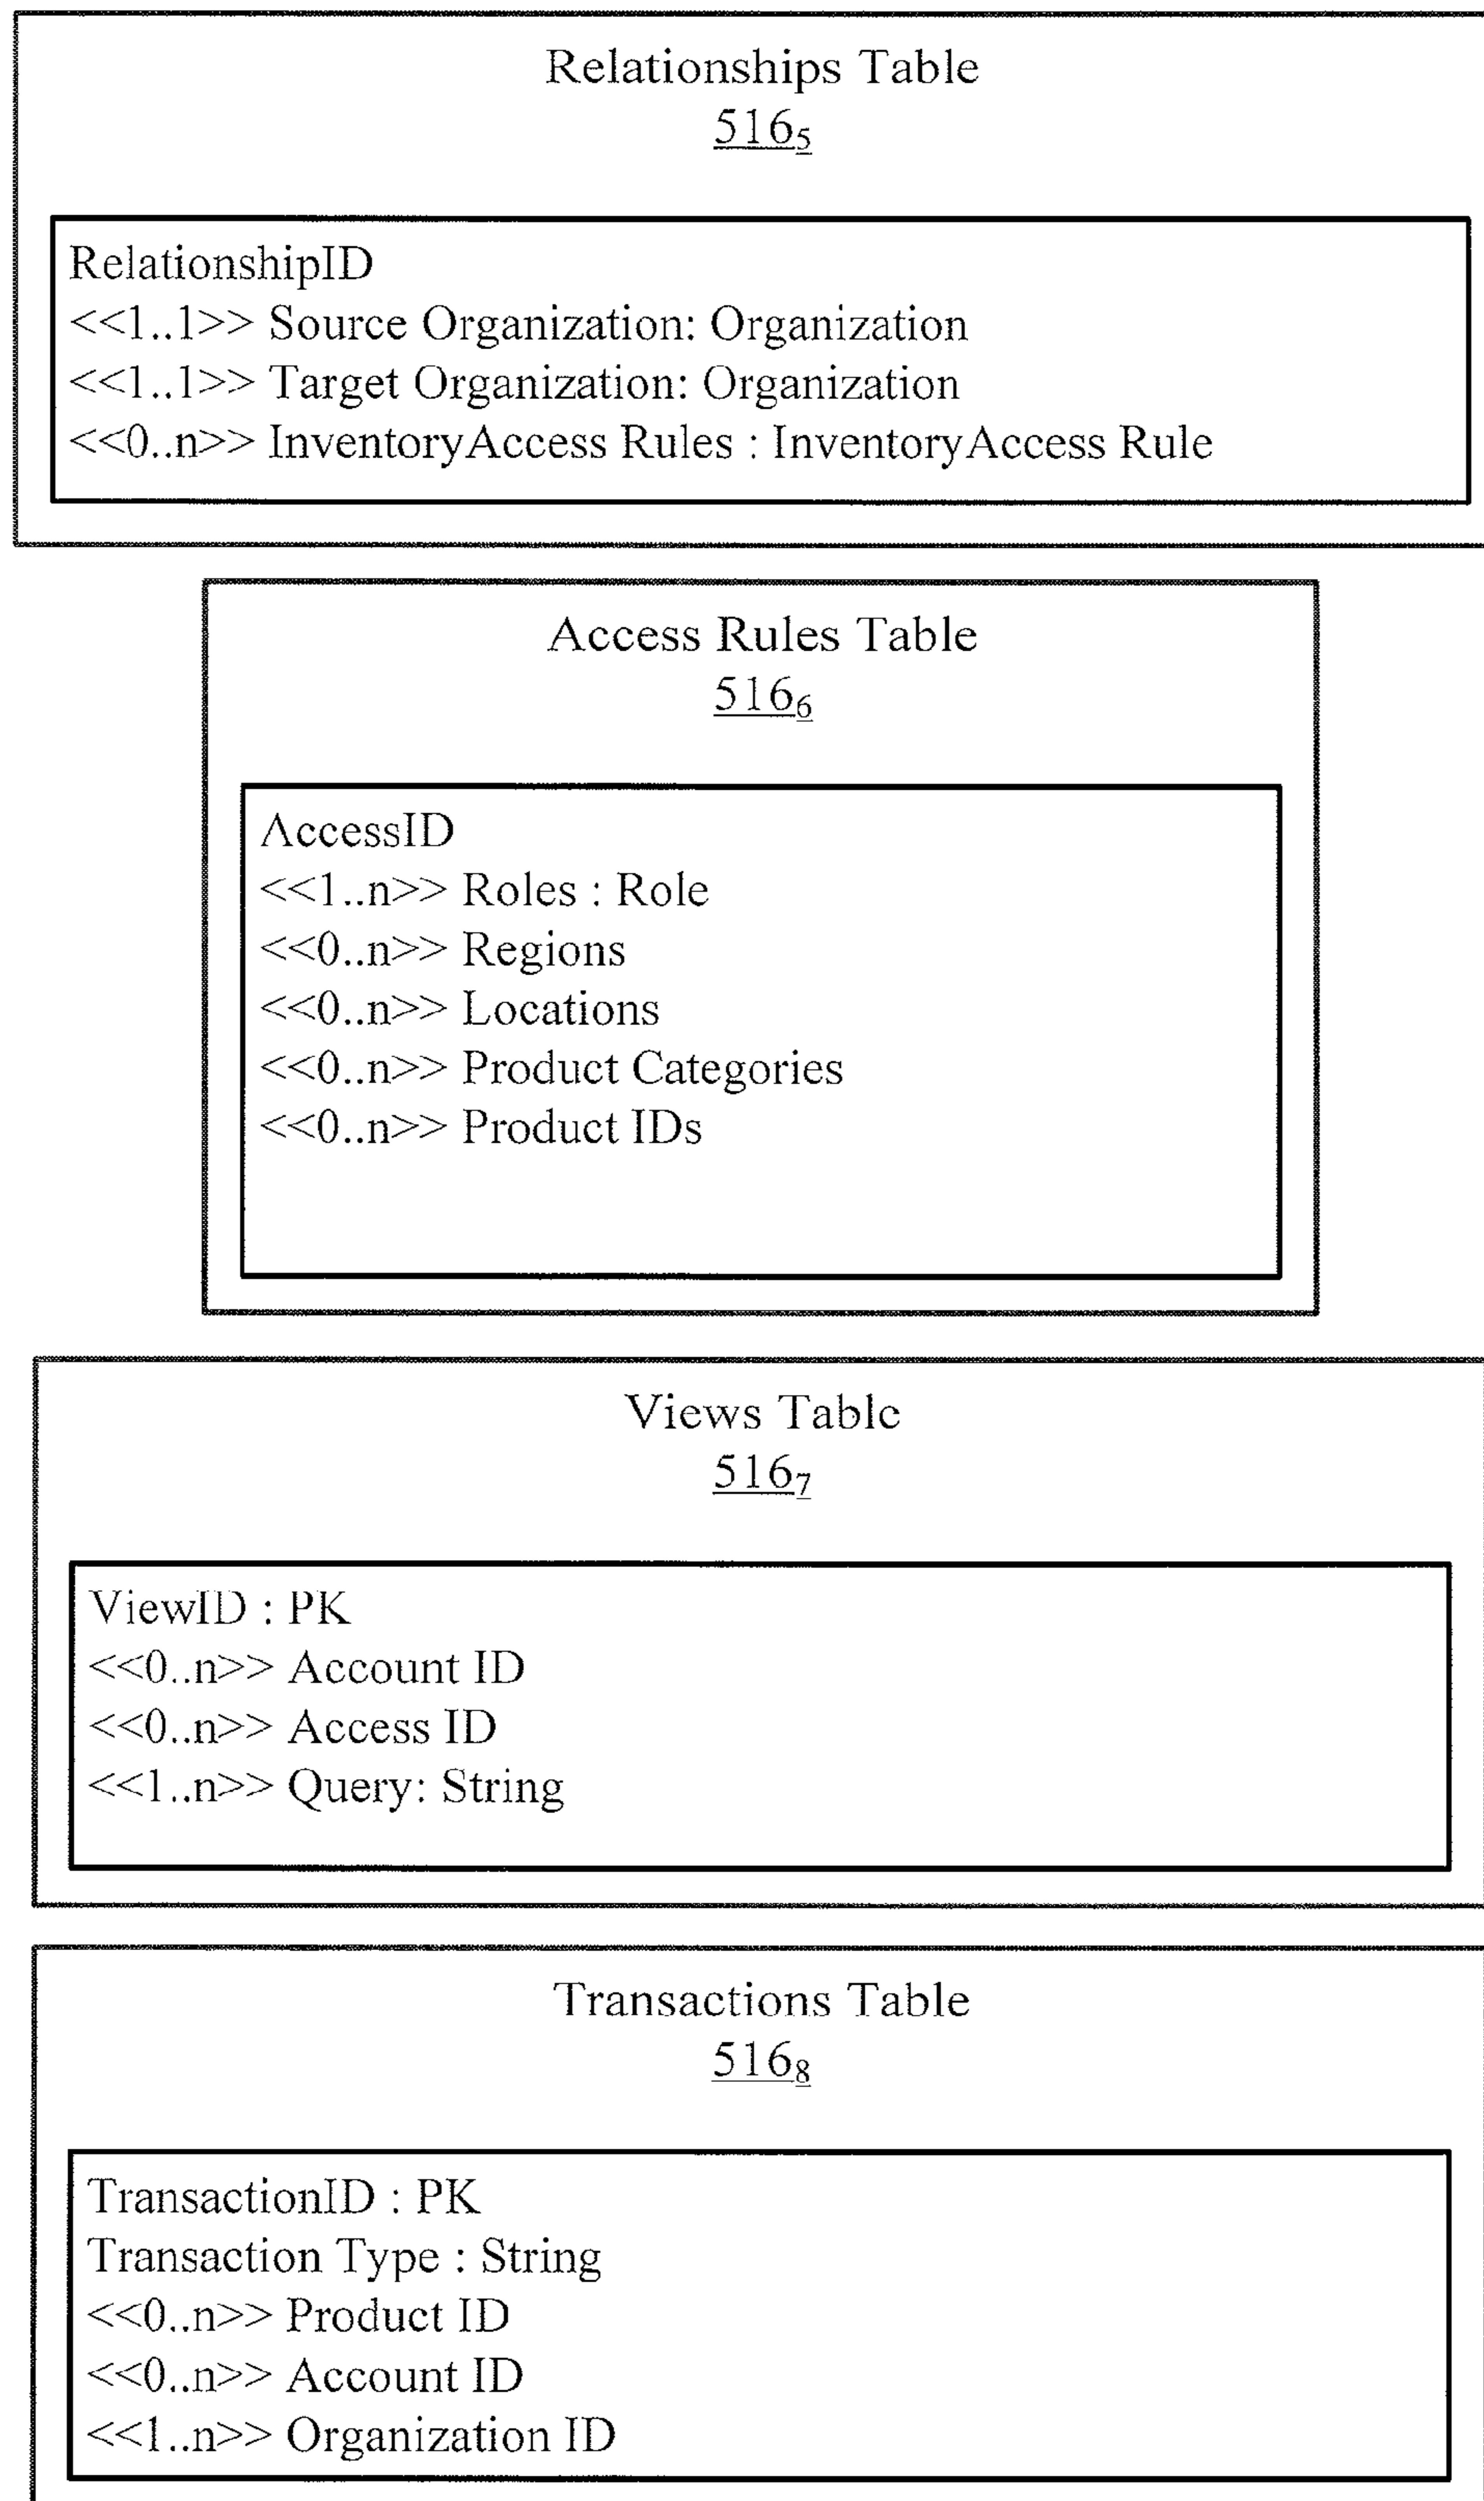 Relationships Table
516₅
RelationshipID
<<1..1>> Source Organization: Organization
<<1..1>> Target Organization: Organization
<<0..n>> InventoryAccess Rules : InventoryAccess Rule
Access Rules Table
516₆
AccessID
<<1..n>> Roles : Role
<<0..n>> Regions
<<0..n>> Locations
<<0..n>> Product Categories
<<0..n>> Product IDs
Views Table
516₇
ViewID : PK
<<0..n>> Account ID
<<0..n>> Access ID
<<1..n>> Query: String
Transactions Table
516₈
TransactionID : PK
Transaction Type : String
<<0..n>> Product ID
<<0..n>> Account ID
<<1..n>> Organization ID